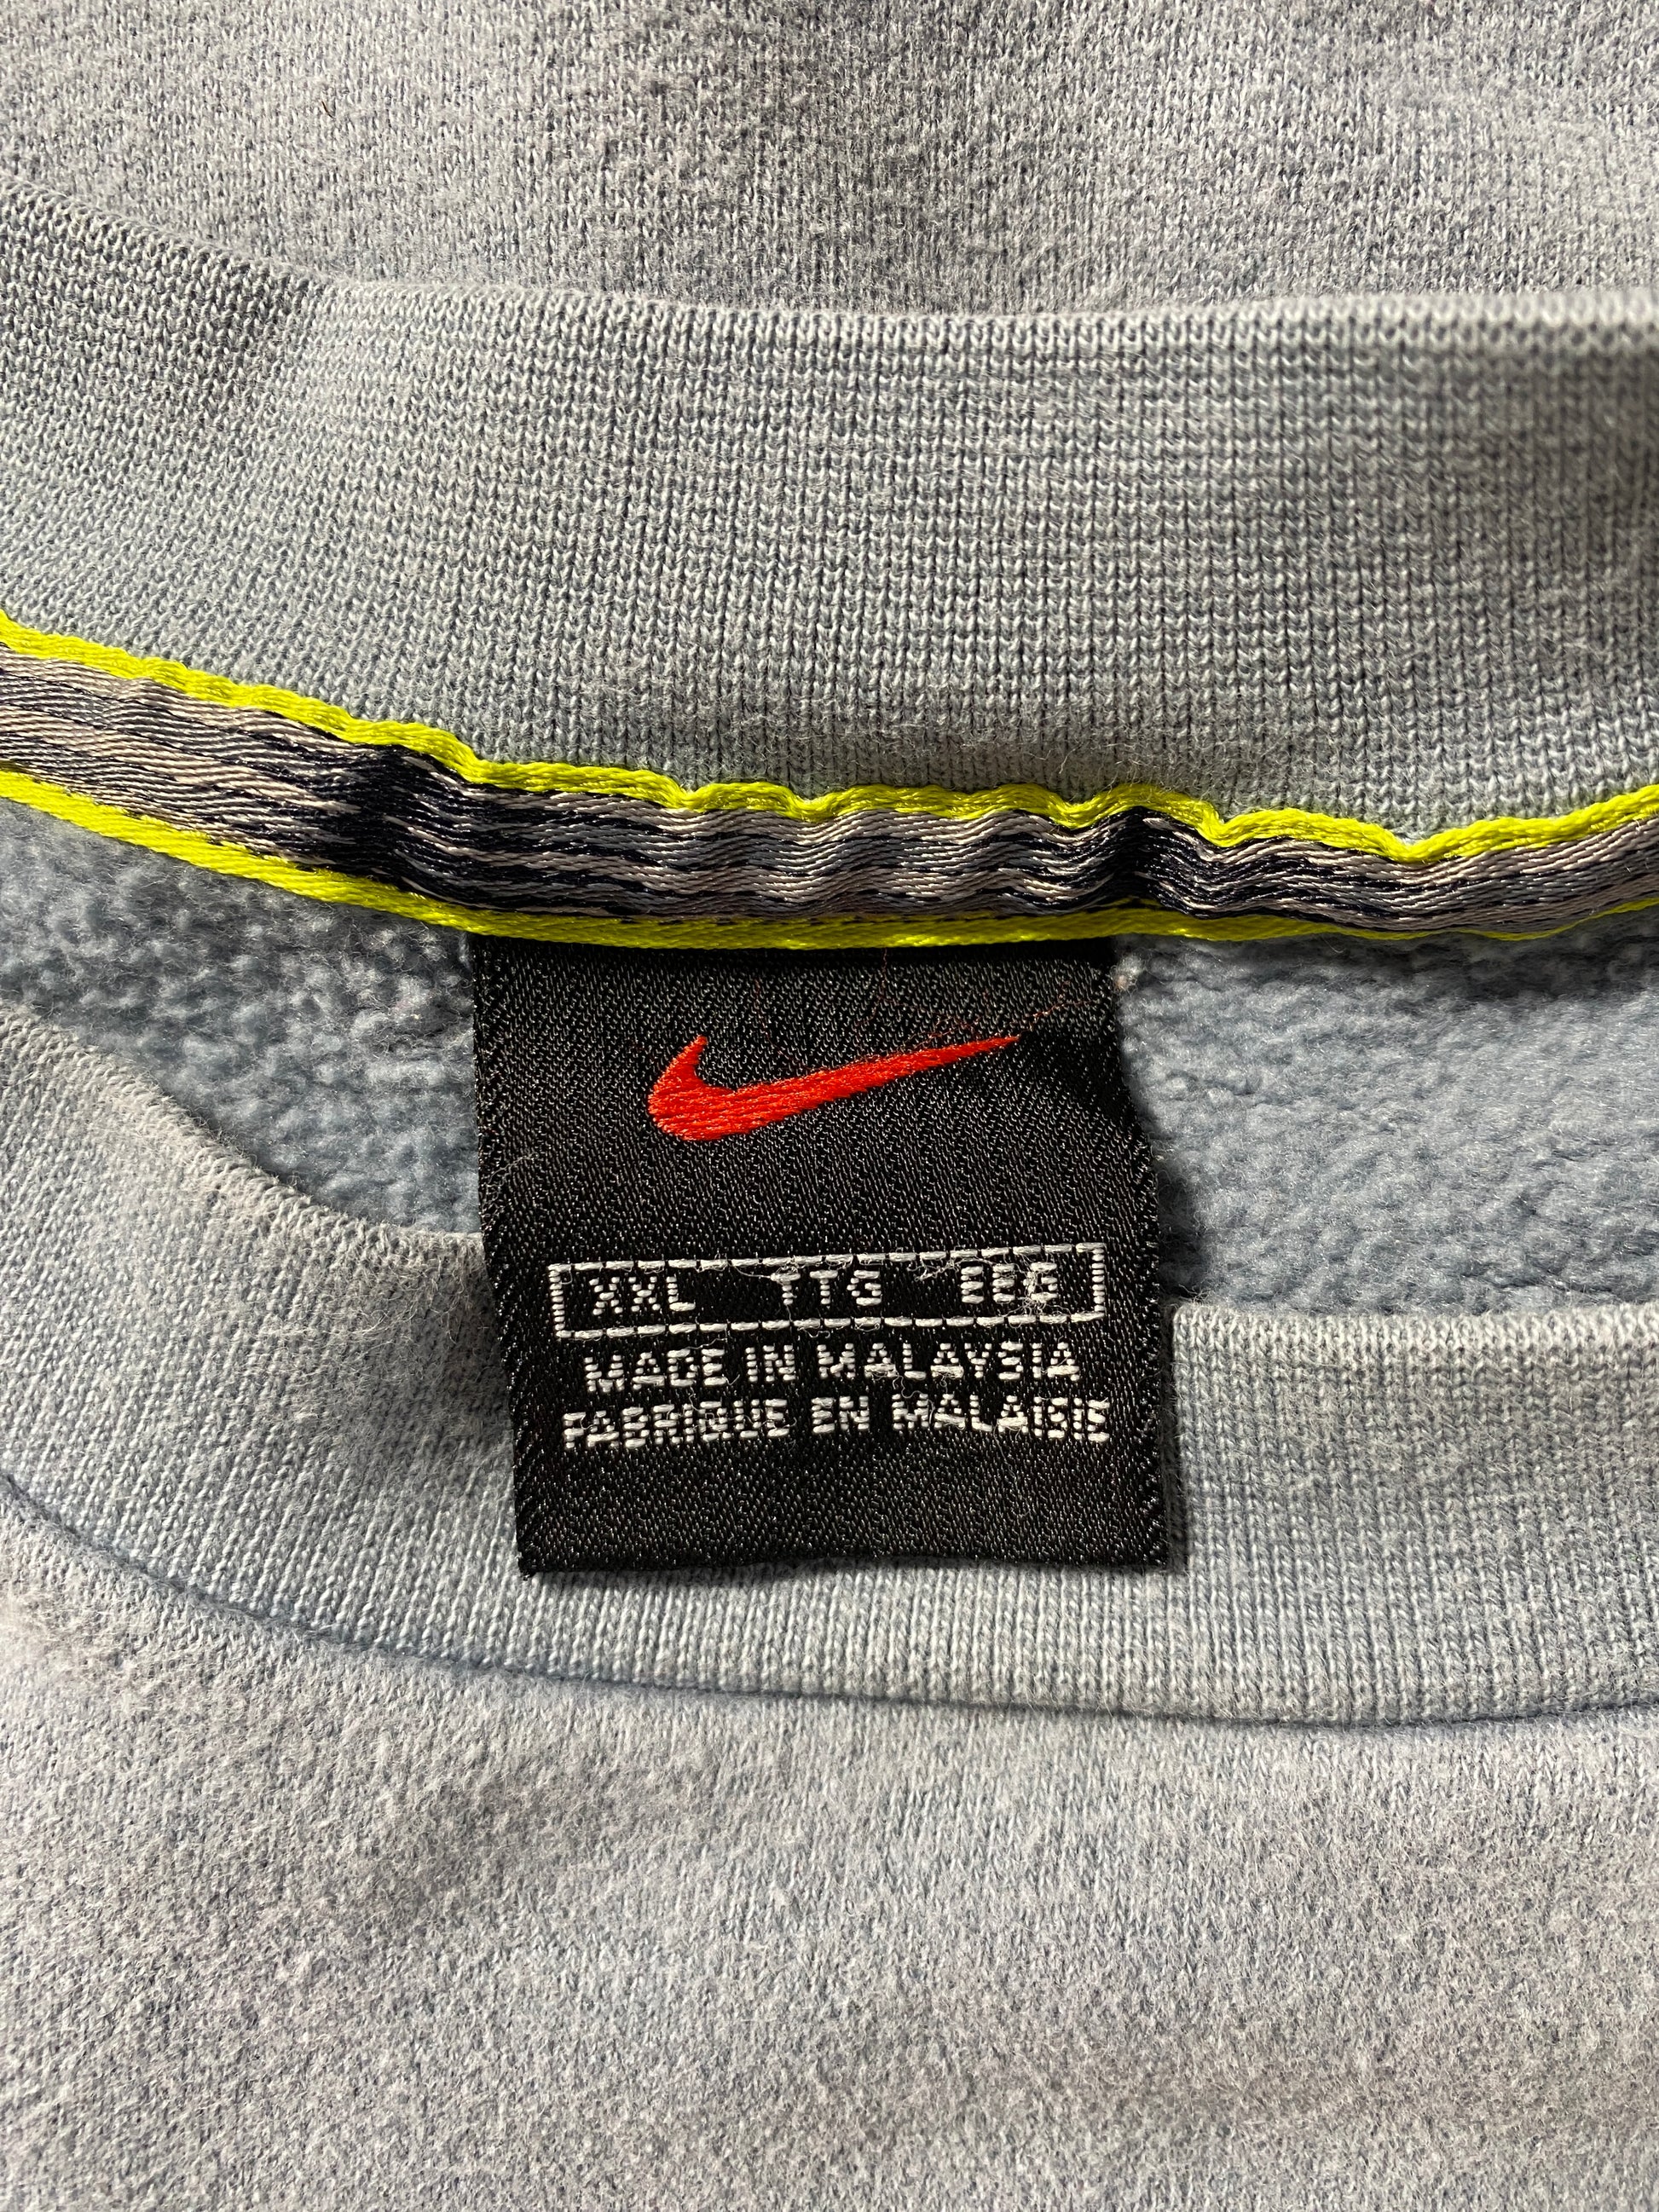 XXL TTG EEG
MADE IN MALAYSIA
FABRIQUE EN MALAISIE